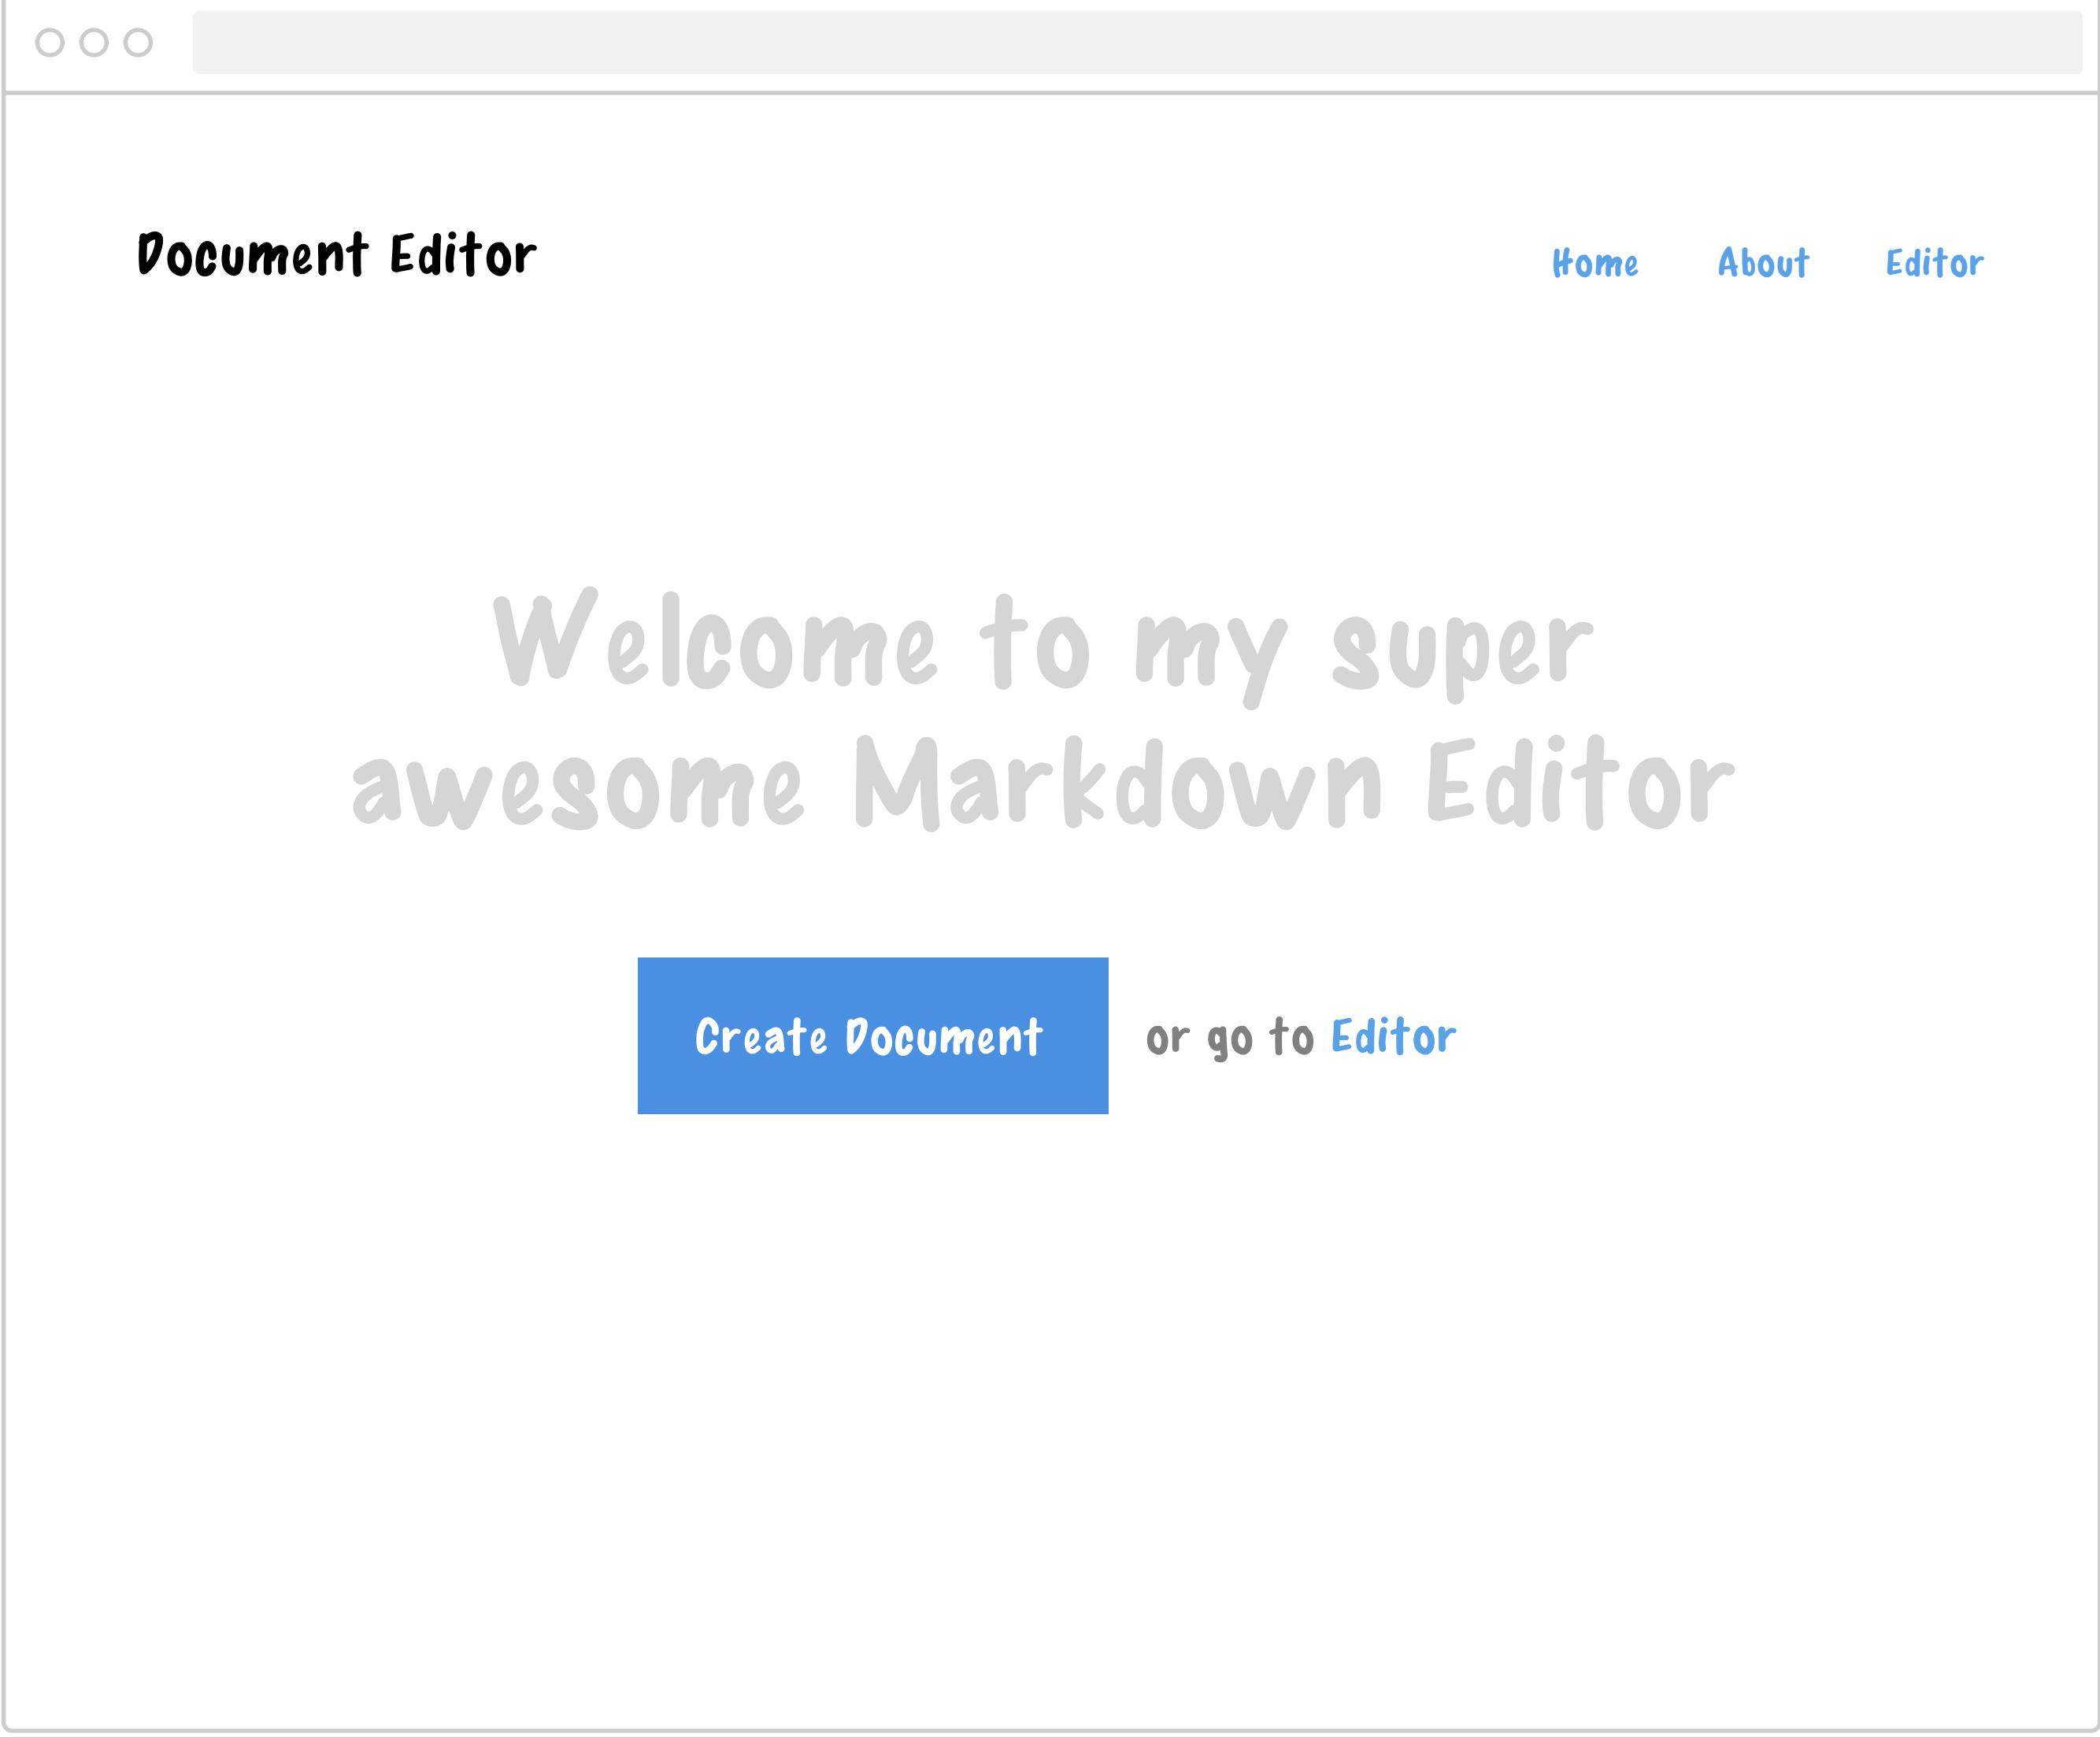 Document Editor
Home About Editor
Welcome to my super
awesome Markdown Editor
Create Document or go to Editor